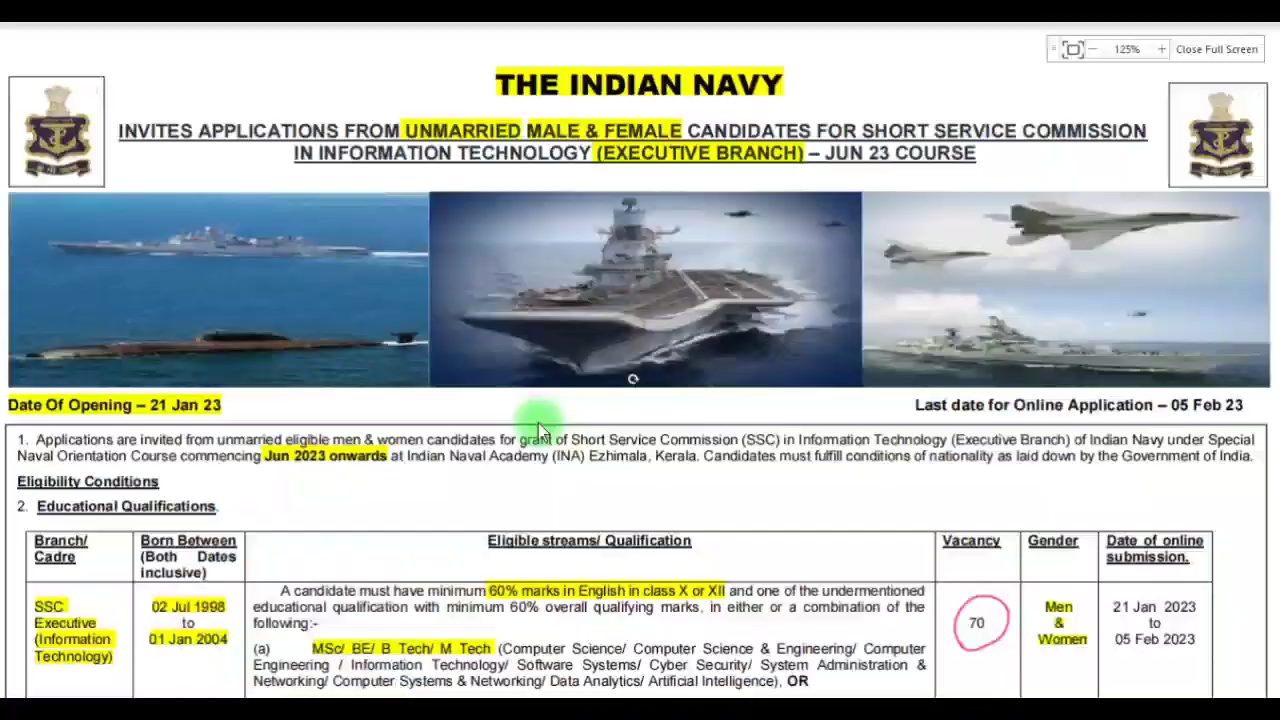 125%
Close Full Screen
THE INDIAN NAVY
INVITES APPLICATIONS FROM UNMARRIED MALE & FEMALE CANDIDATES FOR SHORT SERVICE COMMISSION
IN INFORMATION TECHNOLOGY (EXECUTIVE BRANCH) – JUN 23 COURSE
Date Of Opening – 21 Jan 23
Last date for Online Application – 05 Feb 23
1. Applications are invited from unmarried eligible men & women candidates for grant of Short Service Commission (SSC) in Information Technology (Executive Branch) of Indian Navy under Special
Naval Orientation Course commencing Jun 2023 onwards at Indian Naval Academy (INA) Ezhimala, Kerala. Candidates must fulfill conditions of nationality as laid down by the Government of India.
Eligibility Conditions
2. Educational Qualifications.
Branch/
Cadre
Born Between
(Both Dates
inclusive)
Eligible streams/ Qualification
Vacancy
Gender
Date of online
submission.
SSC
Executive
(Information
Technology)
02 Jul 1998
to
01 Jan 2004
A candidate must have minimum 60% marks in English in class X or XII and one of the undermentioned
educational qualification with minimum 60% overall qualifying marks, in either or a combination of the
following:-
(a) MSc/ BE/ B Tech/ M Tech (Computer Science/ Computer Science & Engineering/ Computer
Engineering / Information Technology/ Software Systems/ Cyber Security/ System Administration &
Networking/ Computer Systems & Networking/ Data Analytics/ Artificial Intelligence), OR
70
Men
&
Women
21 Jan 2023
to
05 Feb 2023